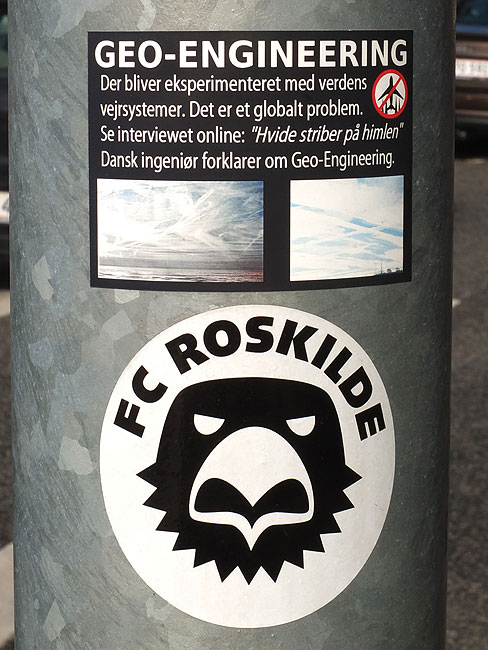 GEO-ENGINEERING
Der bliver eksperimenteret med verdens
vejrsystemer. Det er et globalt problem.
Se interviewet online: "Hvide striber på himlen"
Dansk ingeniør forklarer om Geo-Engineering.
FC ROSKILDE